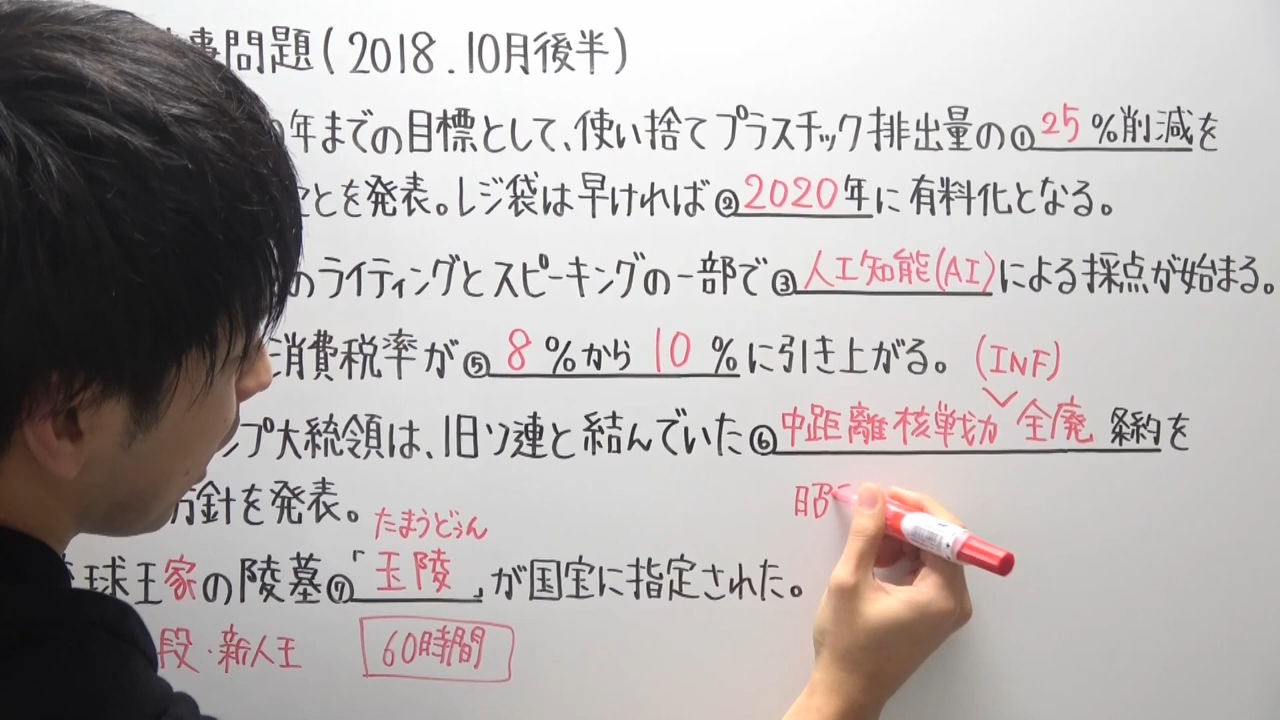 事問題(2018.10月後半)
0年までの目標として、使い捨てプラスチック排出量の①25%削減を
ことを発表。レジ袋は早ければ②2020年に有料化となる。
のライティングとスピーキングの一部で③人工知能(AI)による採点が始まる。
消費税率が⑤8%から10%に引き上がる。(INF)
ンプ大統領は、旧ソ連と結んでいた⑥中距離核戦力全廃条約を
方針を発表。
たまうどぅん
球王家の陵墓⑦「玉陵」が国宝に指定された。
段・新人王 60時間